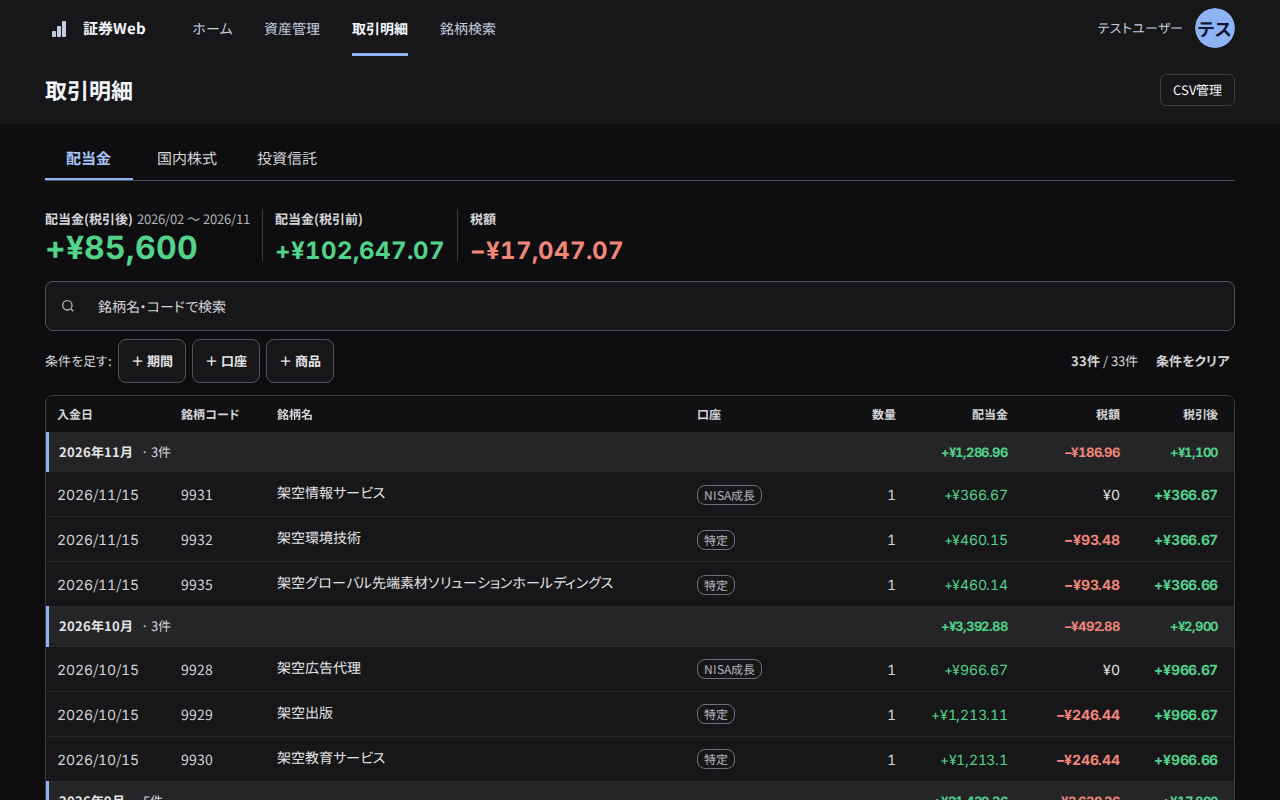 証券Web ホーム 資産管理 取引明細 銘柄検索 テストユーザー テス
取引明細 CSV管理
配当金 国内株式 投資信託
配当金(税引後) 2026/02 〜 2026/11 配当金(税引前) 税額
+¥85,600 +¥102,647.07 −¥17,047.07
銘柄名・コードで検索
条件を足す: + 期間 + 口座 + 商品 33件 / 33件 条件をクリア
入金日 銘柄コード 銘柄名 口座 数量 配当金 税額 税引後
2026年11月 · 3件 +¥1,286.96 −¥186.96 +¥1,100
2026/11/15 9931 架空情報サービス NISA成長 1 +¥366.67 ¥0 +¥366.67
2026/11/15 9932 架空環境技術 特定 1 +¥460.15 −¥93.48 +¥366.67
2026/11/15 9935 架空グローバル先端素材ソリューションホールディングス 特定 1 +¥460.14 −¥93.48 +¥366.66
2026年10月 · 3件 +¥3,392.88 −¥492.88 +¥2,900
2026/10/15 9928 架空広告代理 NISA成長 1 +¥966.67 ¥0 +¥966.67
2026/10/15 9929 架空出版 特定 1 +¥1,213.11 −¥246.44 +¥966.67
2026/10/15 9930 架空教育サービス 特定 1 +¥1,213.1 −¥246.44 +¥966.66
2026年9月 · 5件